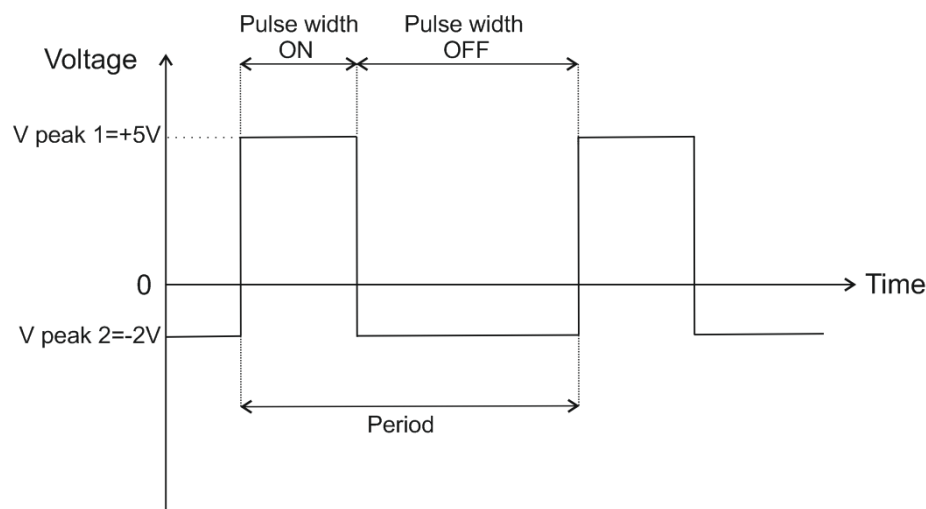 Pulse width
ON
Pulse width
OFF
Voltage
V peak 1=+5V
0
Time
V peak 2=-2V
Period